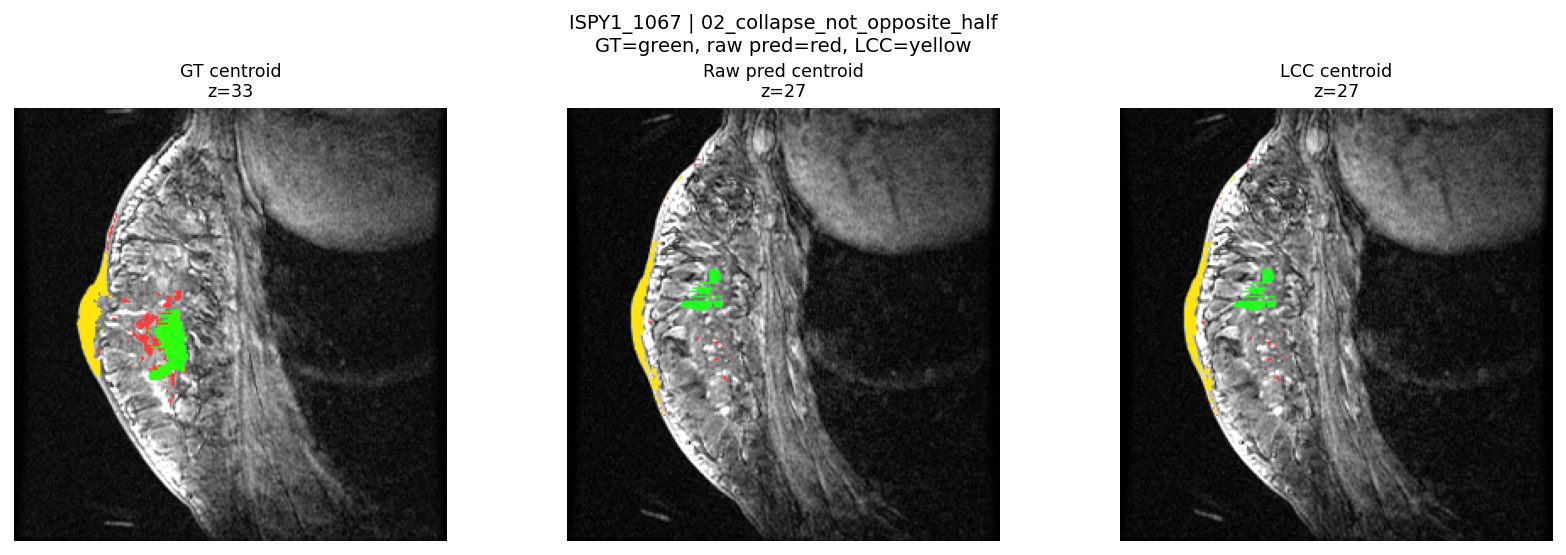 ISPY1_1067 | 02_collapse_not_opposite_half
GT=green, raw pred=red, LCC=yellow
GT centroid
z=33
Raw pred centroid
z=27
LCC centroid
z=27